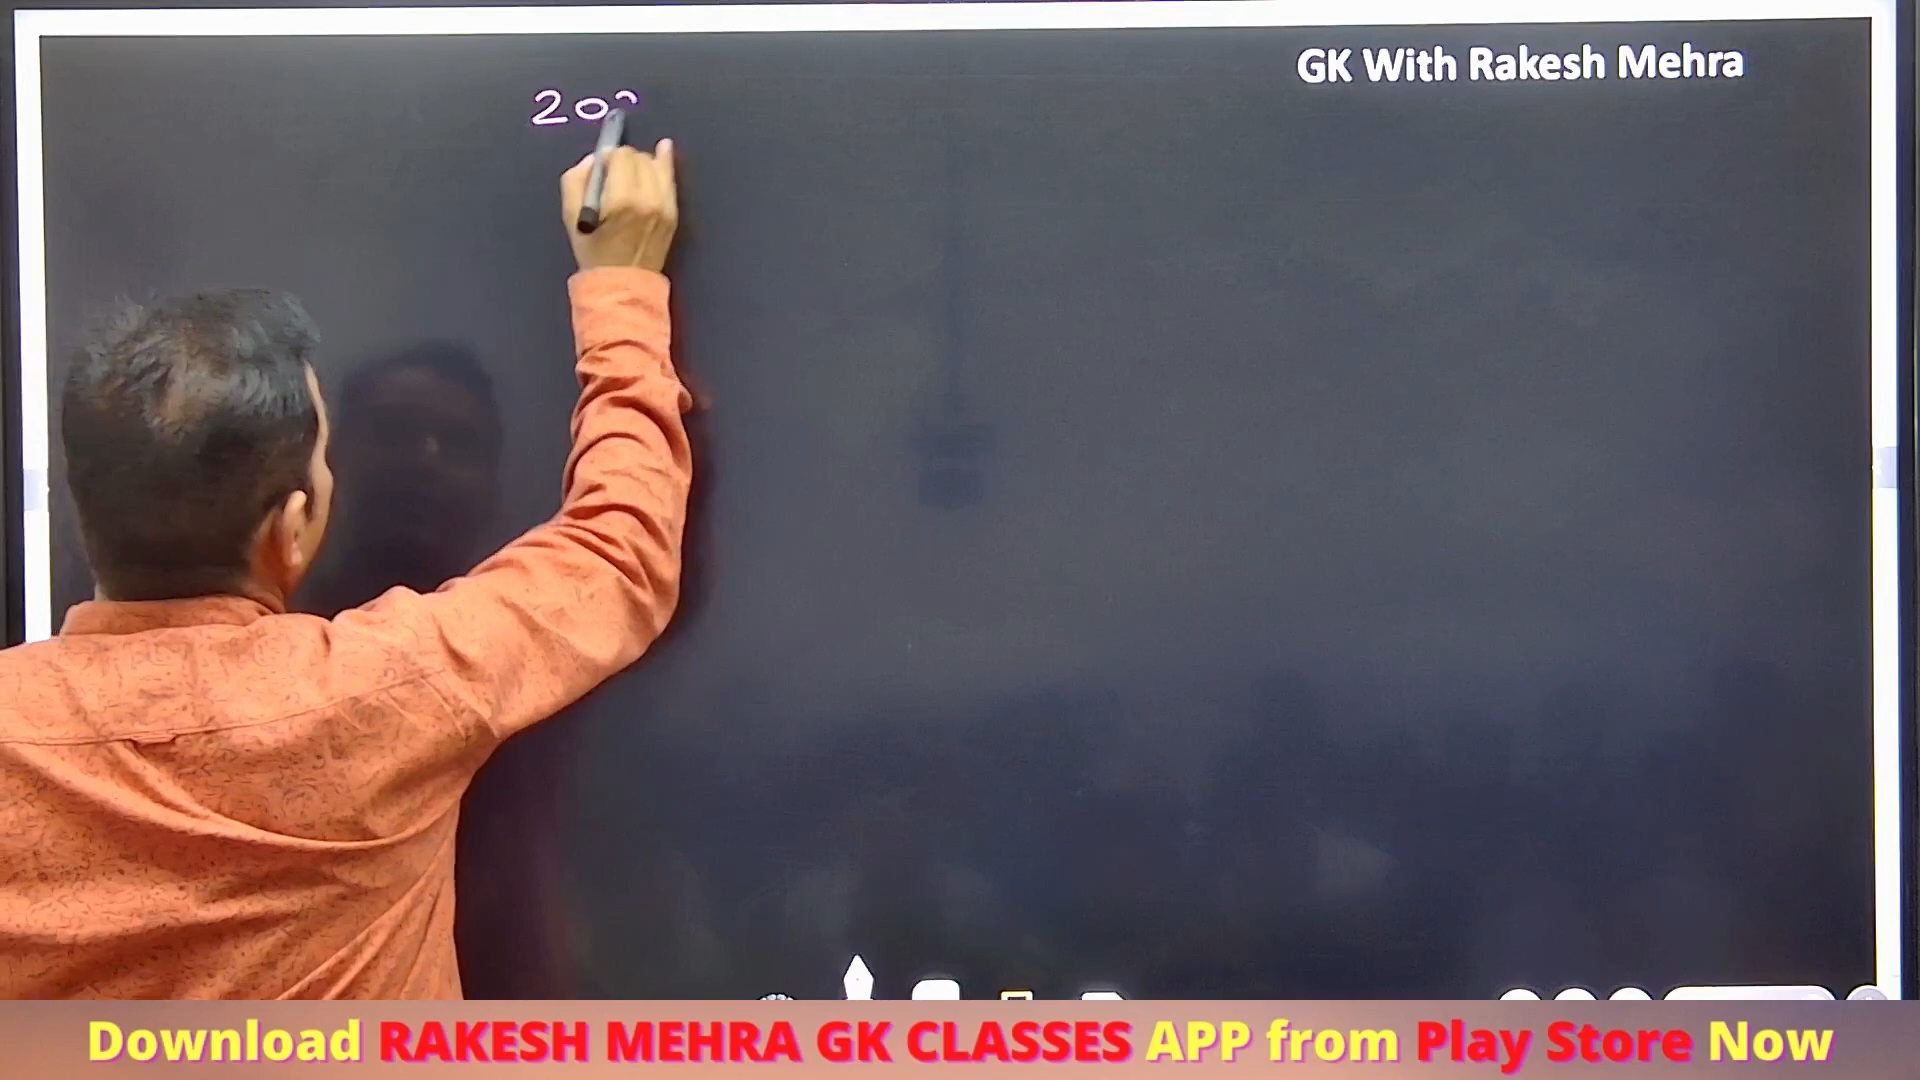 GK With Rakesh Mehra
20
Download RAKESH MEHRA GK CLASSES APP from Play Store Now